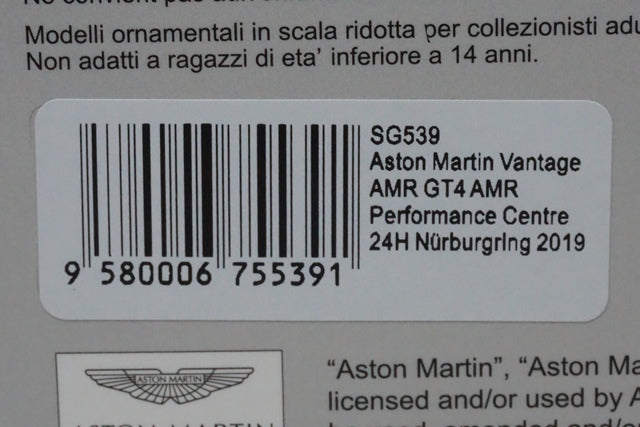 Modelli ornamentali in scala ridotta per collezionisti
Non adatti a ragazzi di eta' inferiore a 14 anni.
SG539
Aston Martin Vantage
AMR GT4 AMR
Performance Centre
24H Nürburgring 2019
9 580006 755391
ASTON MARTIN
ASTON MARTIN
"Aston Martin", "Aston
licensed and/or used by